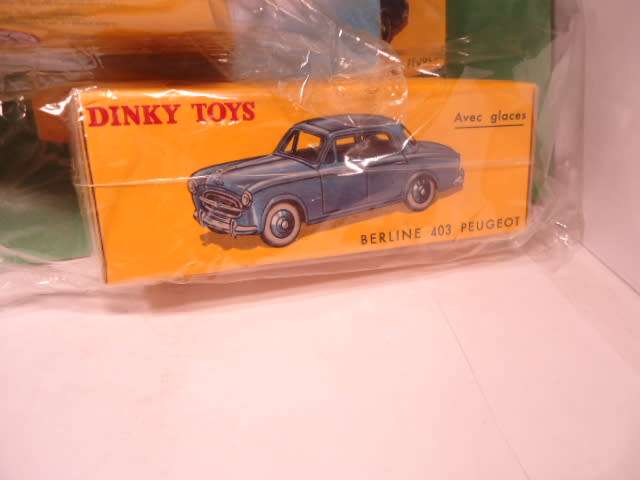 DINKY TOYS
Avec glaces
BERLINE 403 PEUGEOT